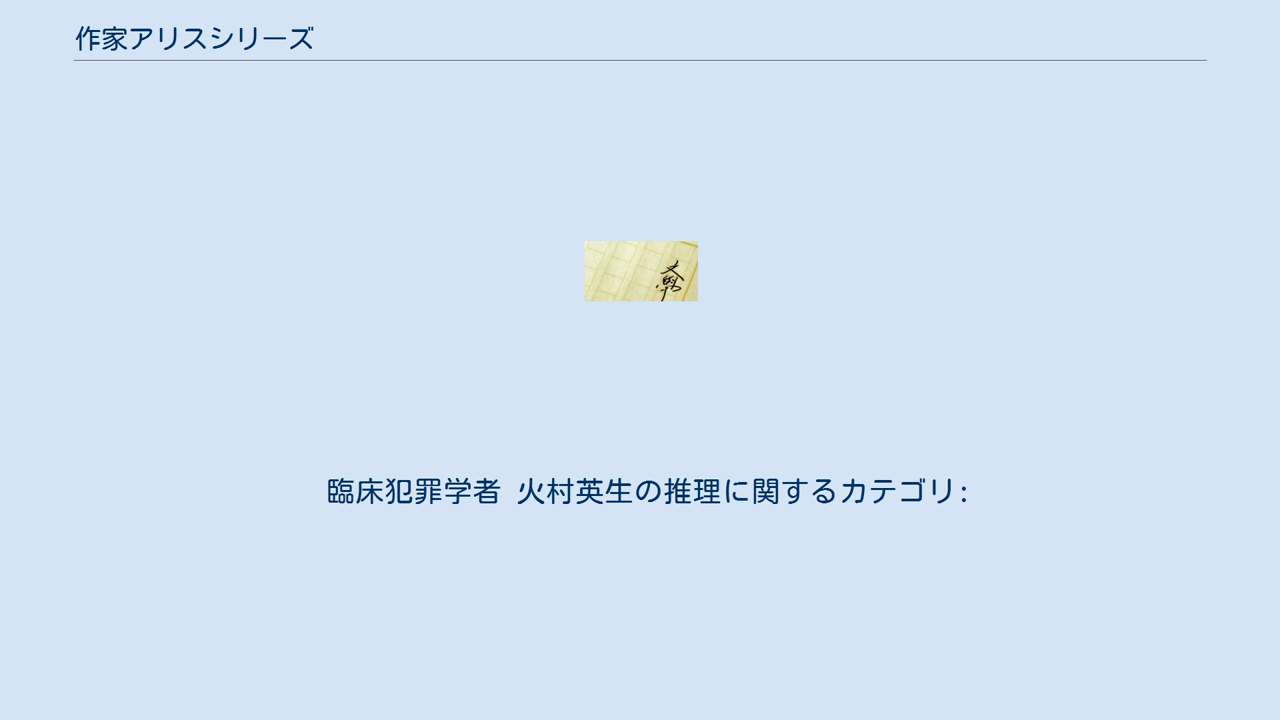 作家アリスシリーズ
臨床犯罪学者 火村英生の推理に関するカテゴリ: